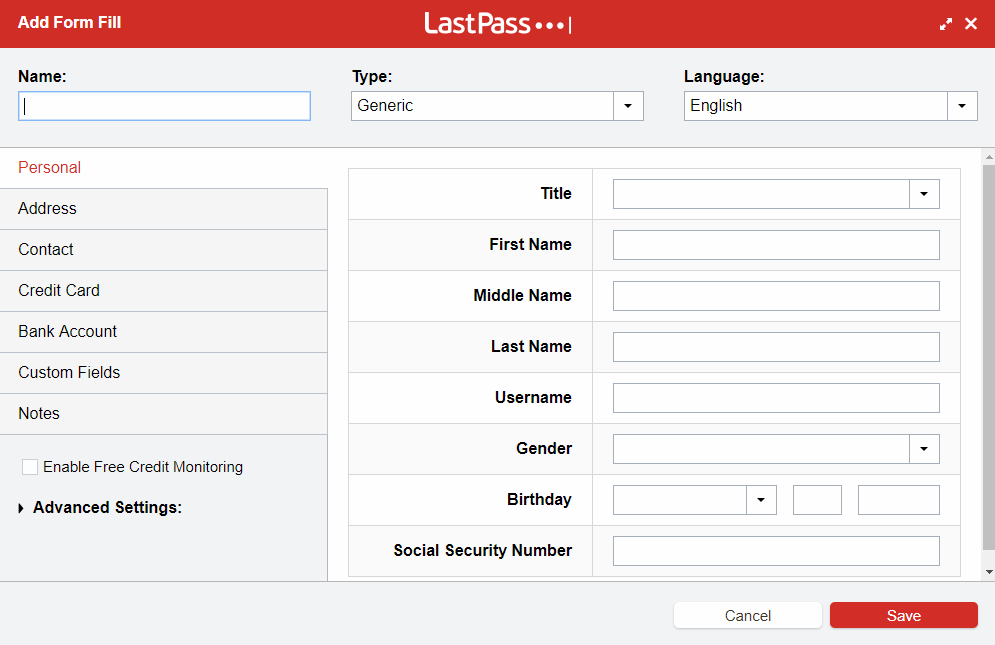 Add Form Fill
LastPass •••|
Name:
Type:
Language:
Generic
English
Personal
Address
Contact
Credit Card
Bank Account
Custom Fields
Notes
Enable Free Credit Monitoring
Advanced Settings:
Title
First Name
Middle Name
Last Name
Username
Gender
Birthday
Social Security Number
Cancel
Save